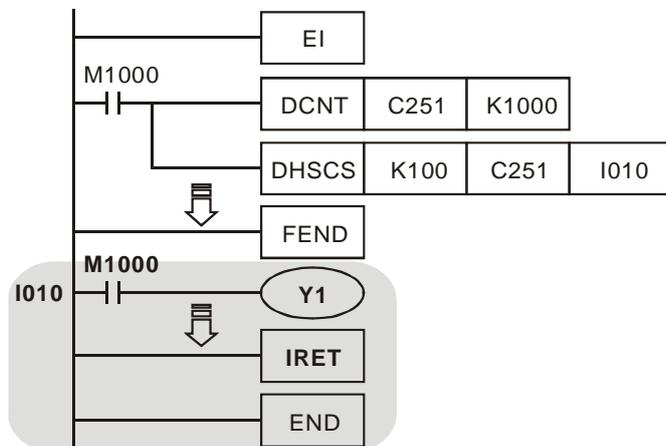 EI
M1000
DCNT C251 K1000
DHSCS K100 C251 I010
FEND
M1000
I010 Y1
IRET
END